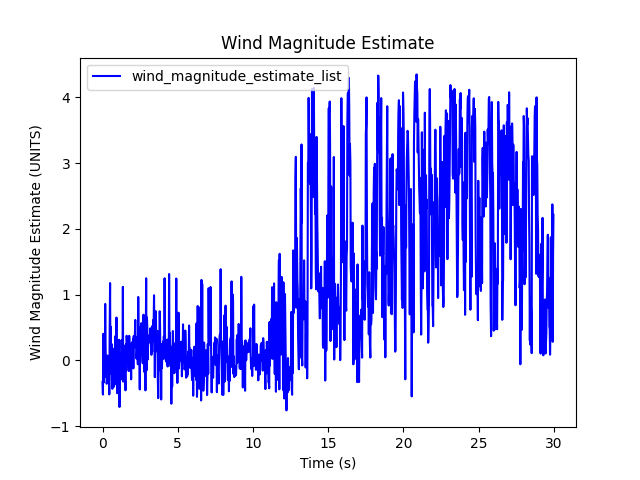 Wind Magnitude Estimate
wind_magnitude_estimate_list
Wind Magnitude Estimate (UNITS)
4
3
2
1
0
−1
0 5 10 15 20 25 30
Time (s)